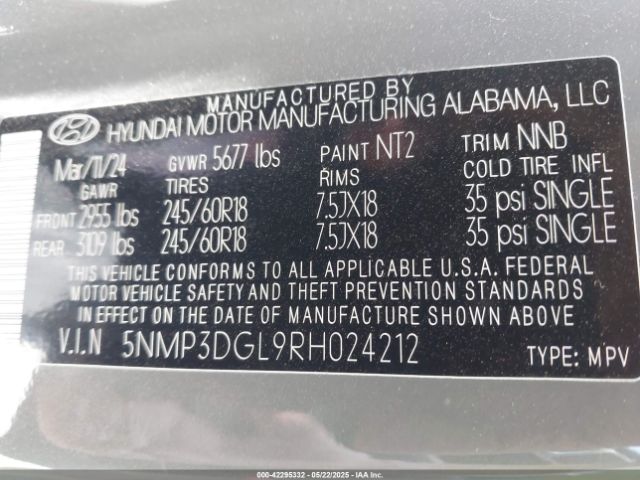 MANUFACTURED BY
HYUNDAI MOTOR MANUFACTURING ALABAMA, LLC
Mar/11/24 GVWR 5677 lbs PAINT NT2 TRIM NNB
GAWR TIRES RIMS COLD TIRE INFL
FRONT 2955 lbs 245/60R18 7.5JX18 35 psi SINGLE
REAR 3109 lbs 245/60R18 7.5JX18 35 psi SINGLE
THIS VEHICLE CONFORMS TO ALL APPLICABLE U.S.A. FEDERAL
MOTOR VEHICLE SAFETY AND THEFT PREVENTION STANDARDS
IN EFFECT ON THE DATE OF MANUFACTURE SHOWN ABOVE.
V.I.N 5NMP3DGL9RH024212 TYPE: MPV
000-42295332 - 05/22/2025 - IAA, Inc.